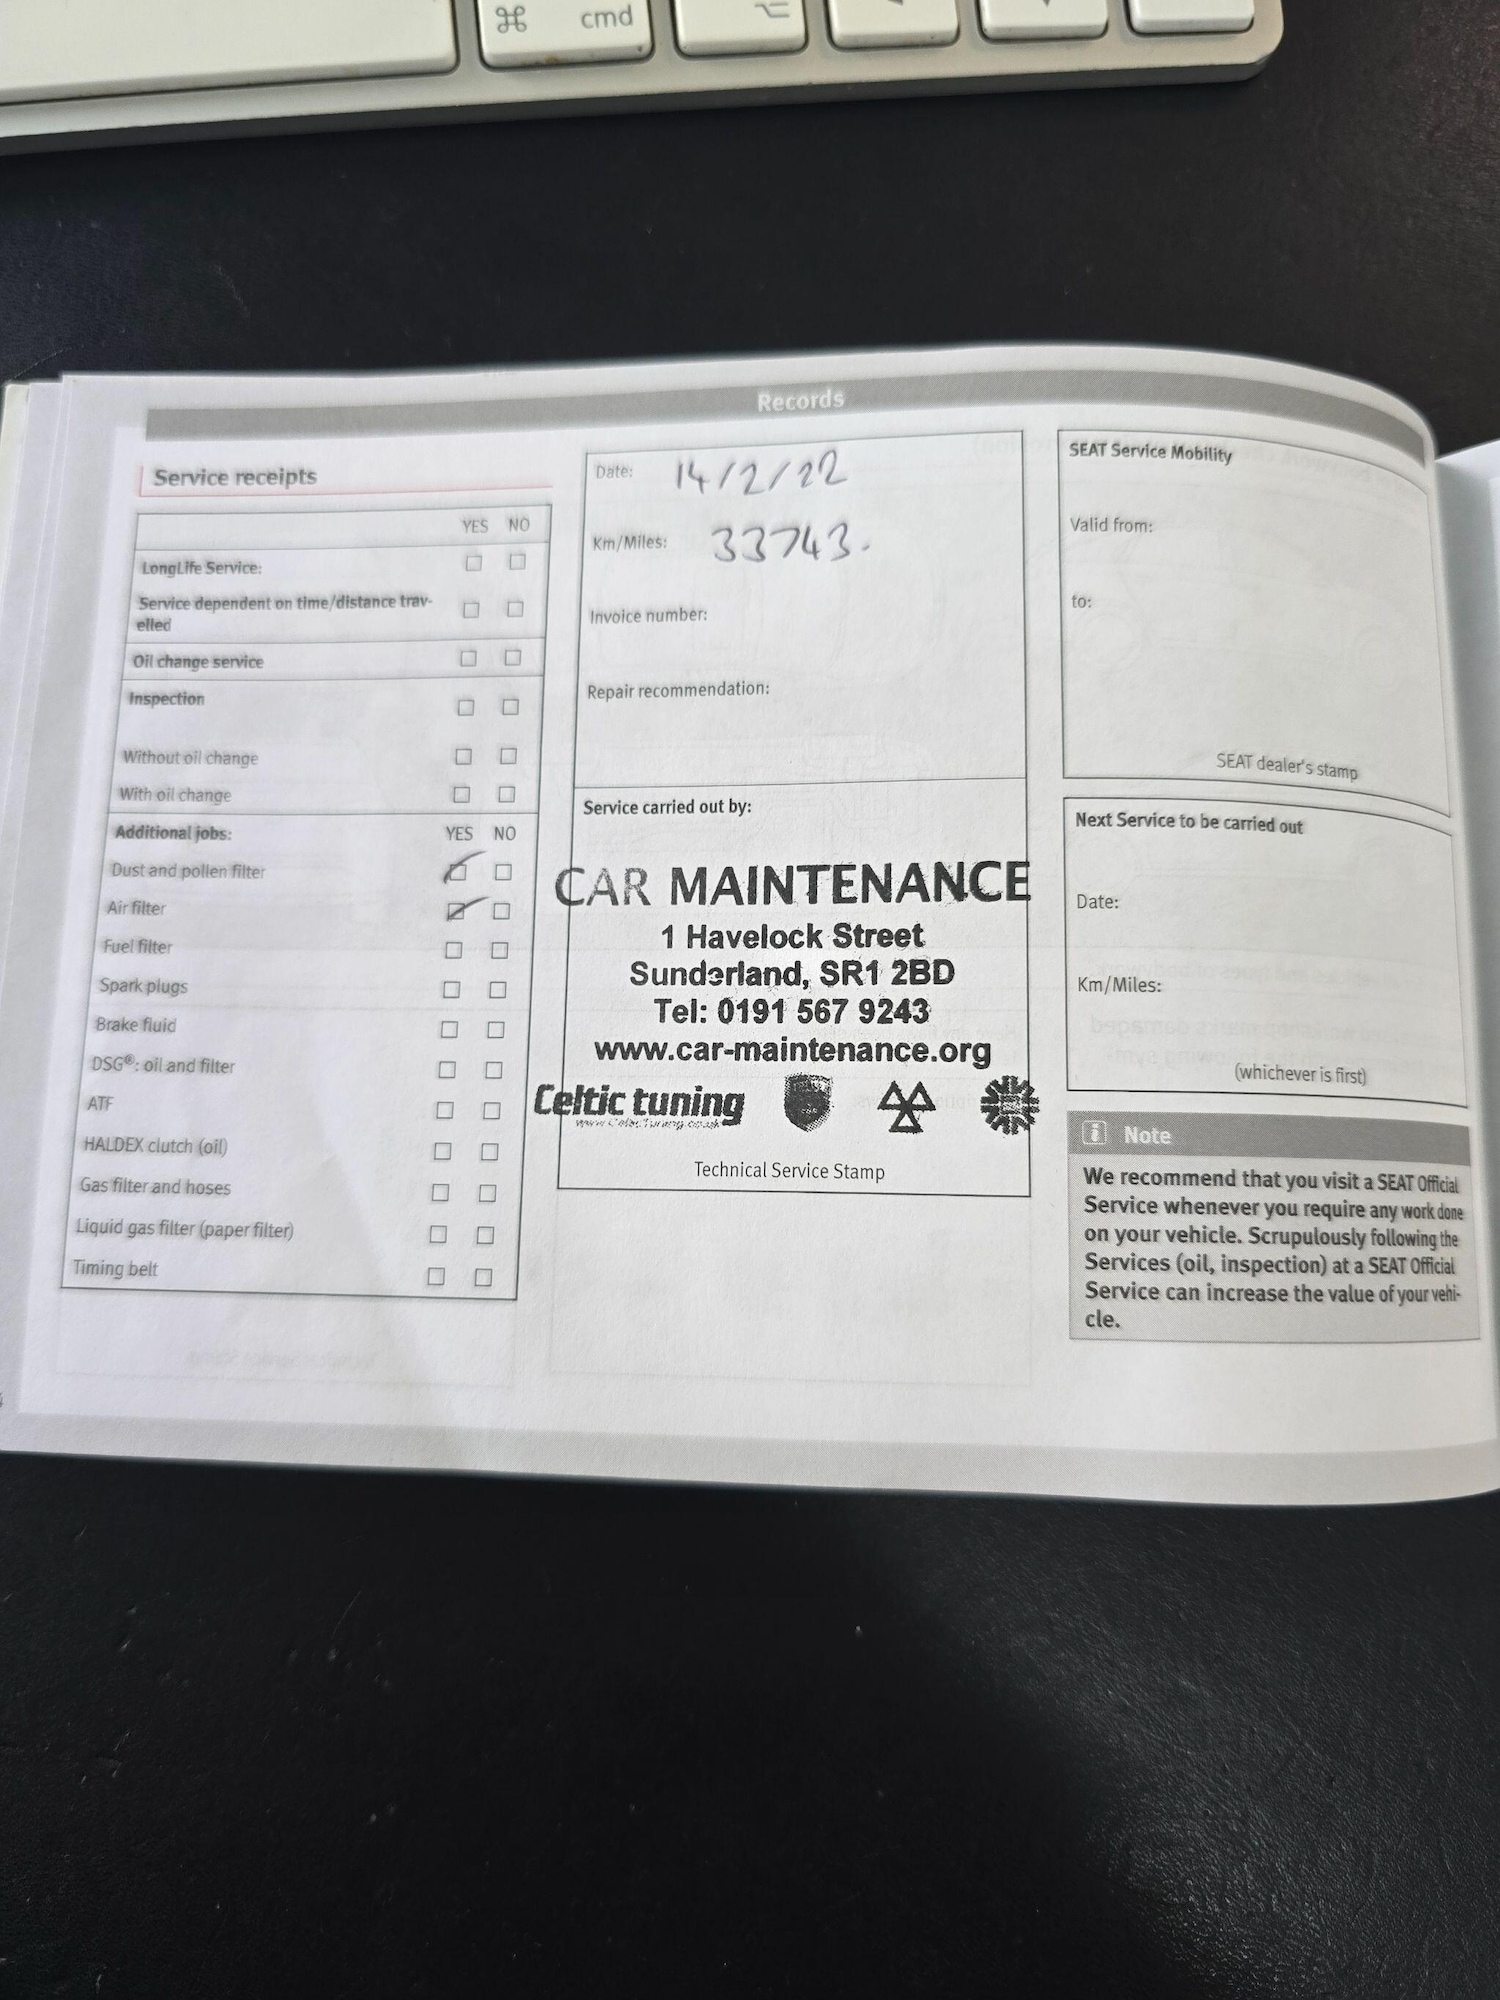 cmd
Records
Service receipts
YES NO
LongLife Service:
Service dependent on time/distance trav-
elled
Oil change service
Inspection
Without oil change
With oil change
Additional jobs: YES NO
Dust and pollen filter
Air filter
Fuel filter
Spark plugs
Brake fluid
DSG®: oil and filter
ATF
HALDEX clutch (oil)
Gas filter and hoses
Liquid gas filter (paper filter)
Timing belt
Date: 14/2/22
Km/Miles: 33743.
Invoice number:
Repair recommendation:
Service carried out by:
CAR MAINTENANCE
1 Havelock Street
Sunderland, SR1 2BD
Tel: 0191 567 9243
www.car-maintenance.org
Celtic tuning
Technical Service Stamp
SEAT Service Mobility
Valid from:
to:
SEAT dealer's stamp
Next Service to be carried out
Date:
Km/Miles:
(whichever is first)
Note
We recommend that you visit a SEAT Official
Service whenever you require any work done
on your vehicle. Scrupulously following the
Services (oil, inspection) at a SEAT Official
Service can increase the value of your vehi-
cle.